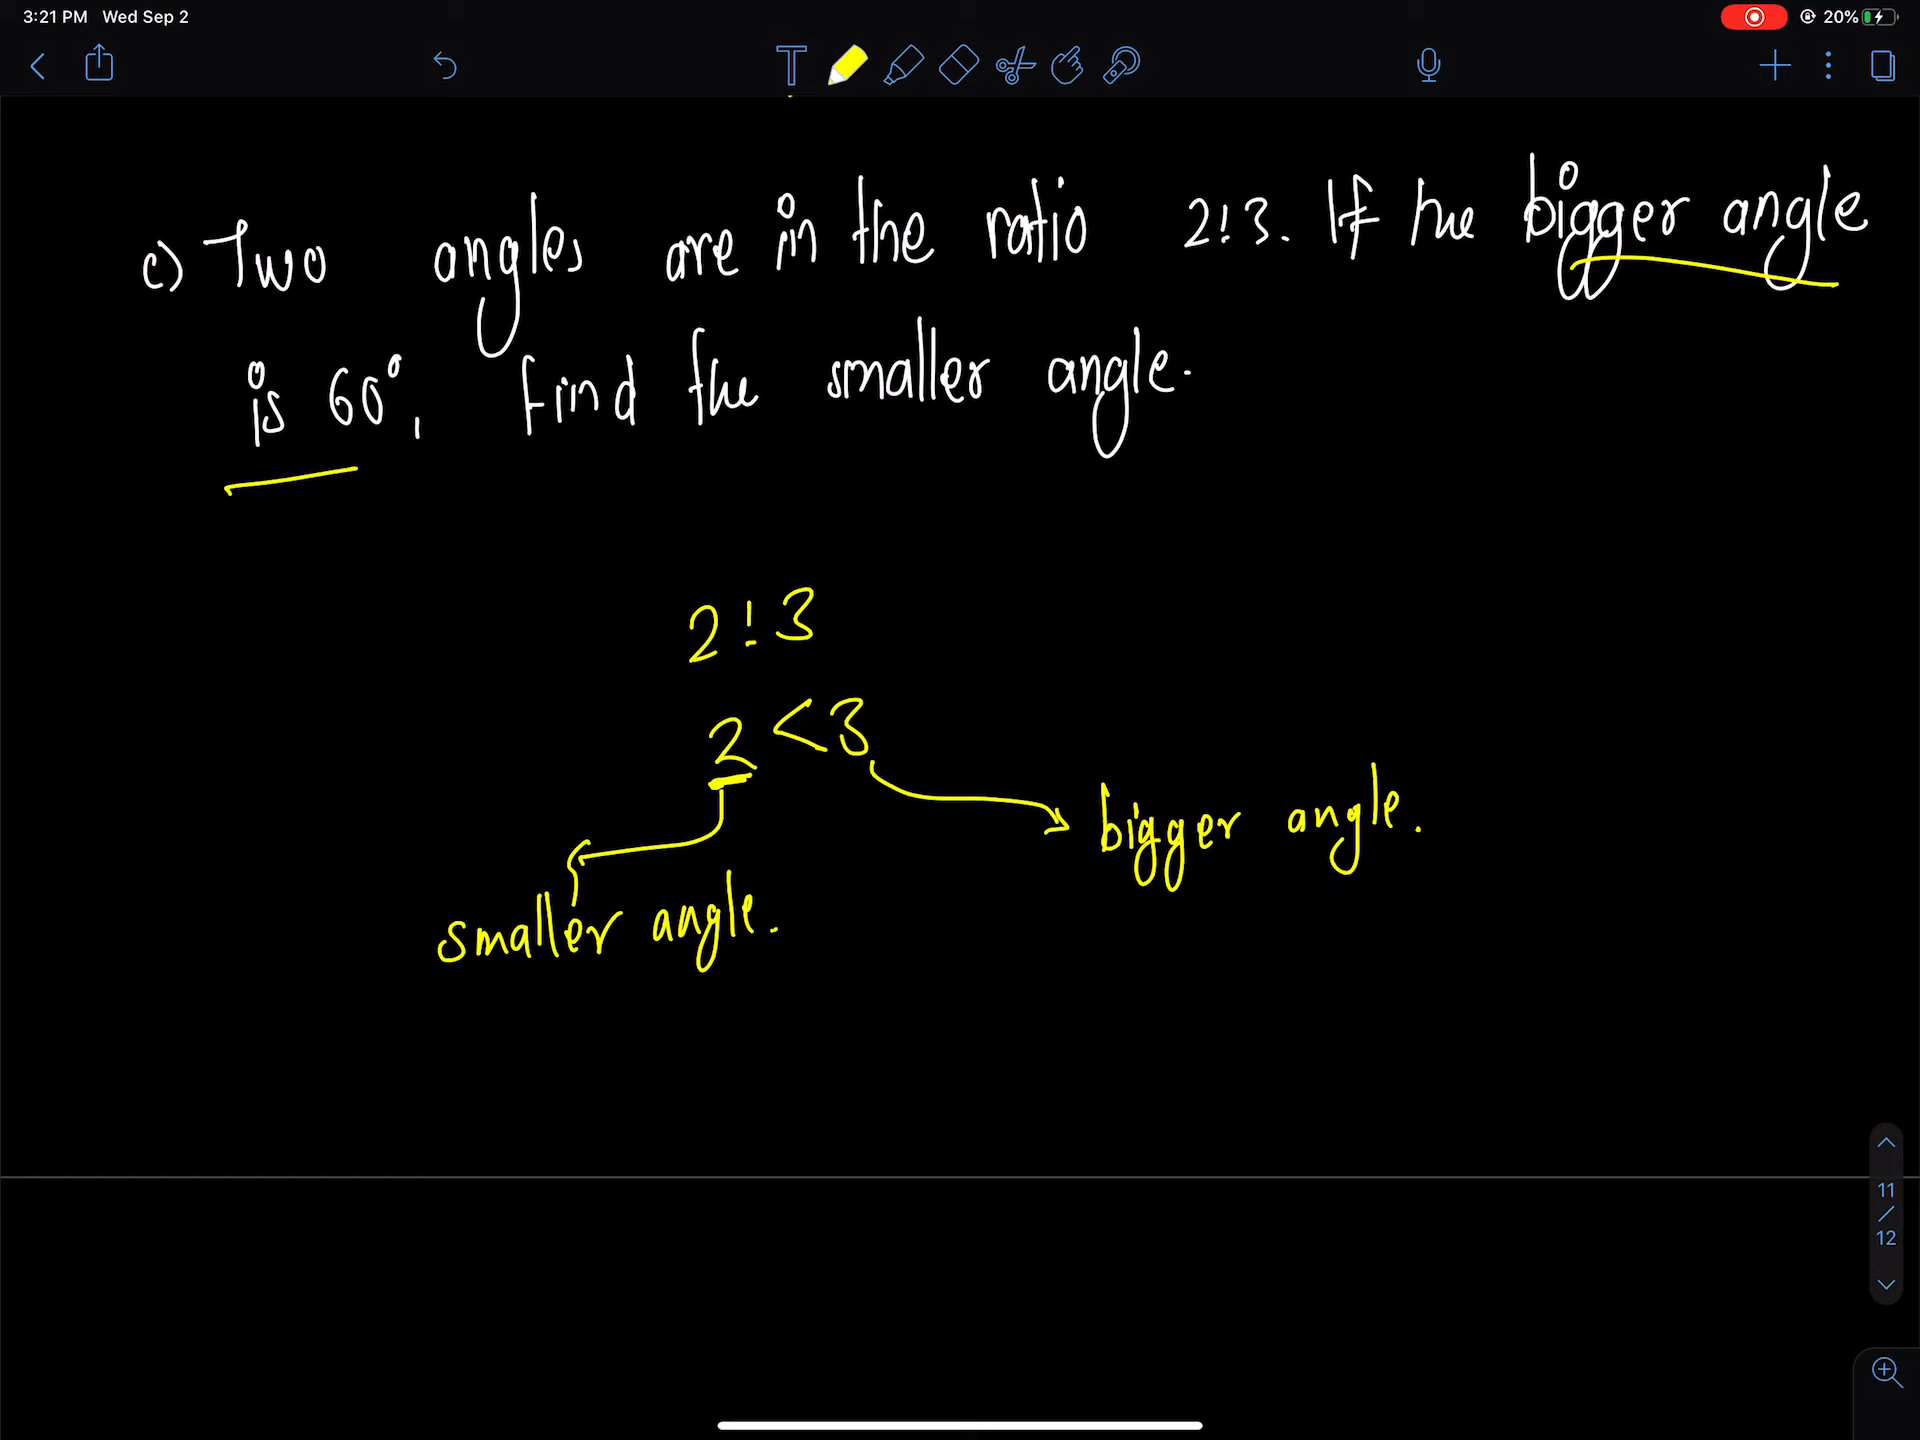 3:21 PM Wed Sep 2
20%
T
c) Two angles are in the ratio 2:3. If the bigger angle
is 60°, find the smaller angle.
2:3
2 < 3
bigger angle.
smaller angle.
11
/
12